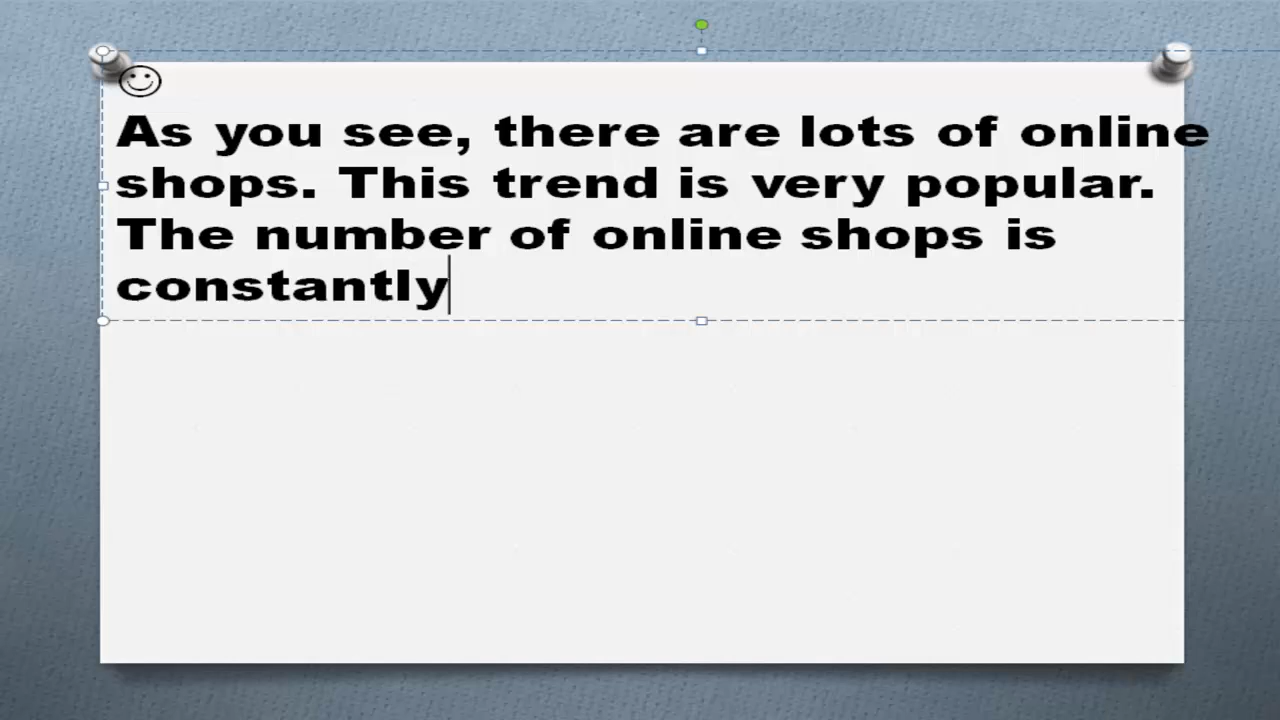 As you see, there are lots of online
shops. This trend is very popular.
The number of online shops is
constantly